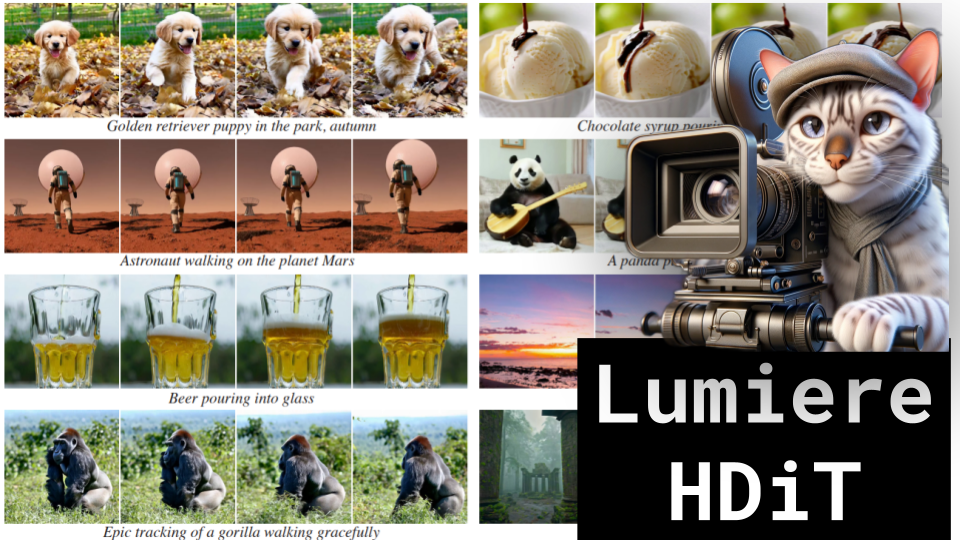 Golden retriever puppy in the park, autumn
Chocolate syrup
Astronaut walking on the planet Mars
A panda
Beer pouring into glass
Epic tracking of a gorilla walking gracefully
Lumiere
HDiT